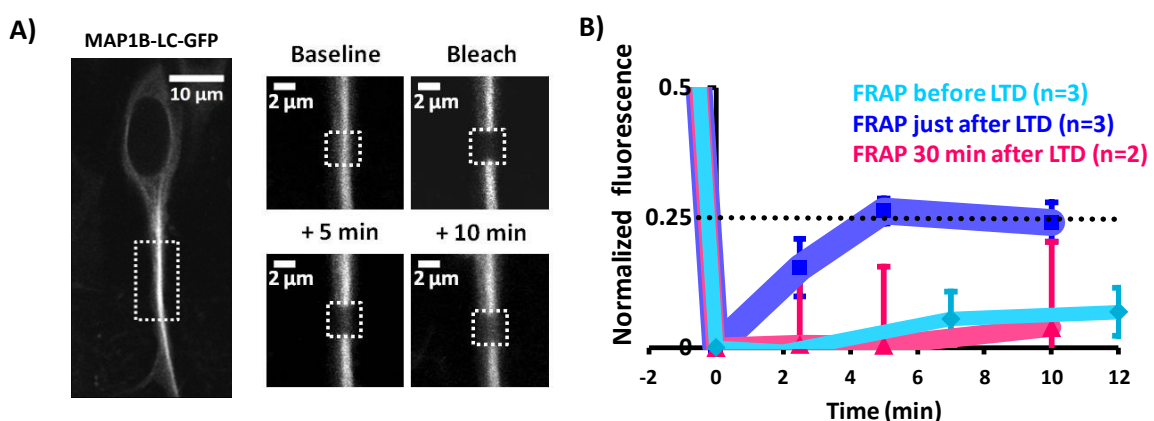 A)
MAP1B-LC-GFP
10 µm
Baseline
Bleach
2 µm
2 µm
+ 5 min
+ 10 min
2 µm
2 µm
B)
Normalized fluorescence
0.5
0.25
0
FRAP before LTD (n=3)
FRAP just after LTD (n=3)
FRAP 30 min after LTD (n=2)
-2 0 2 4 6 8 10 12
Time (min)